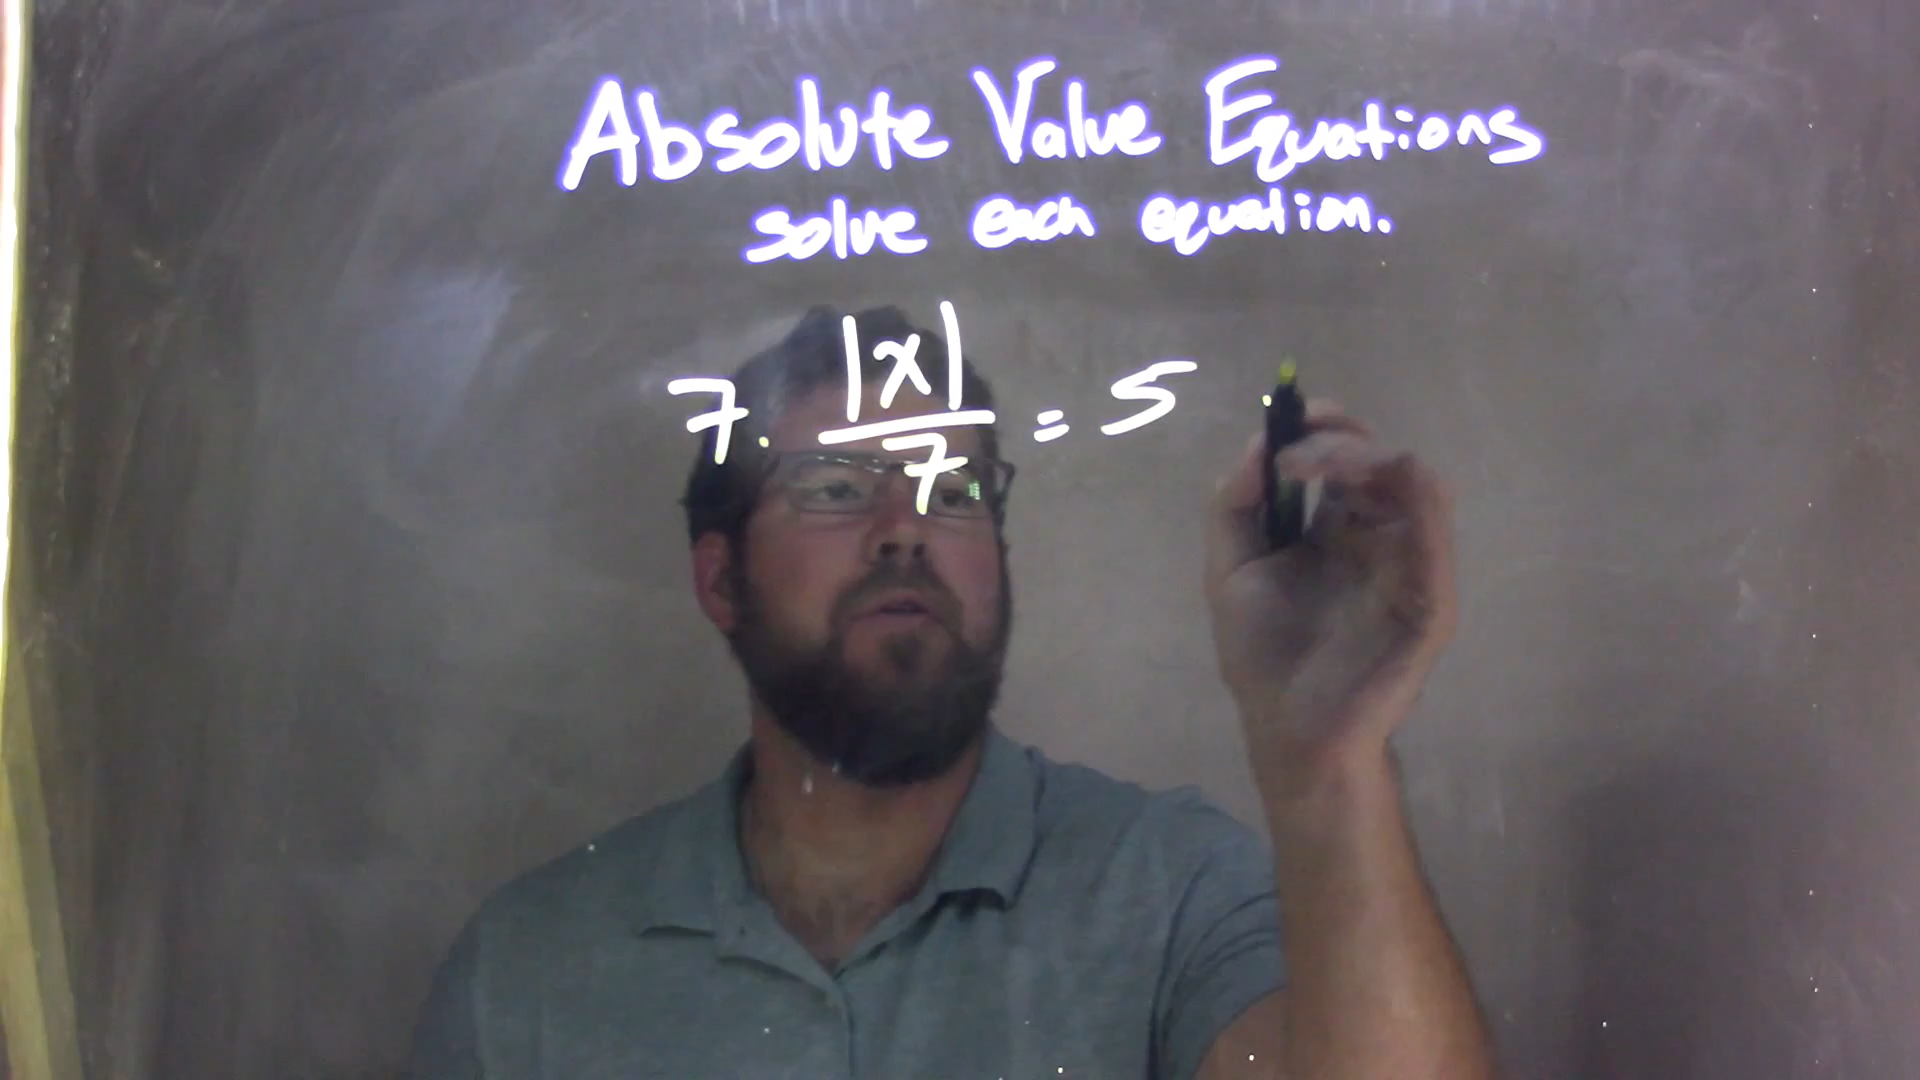 Absolute Value Equations
solve each equation.
7 · |x|/7 = 5 ·